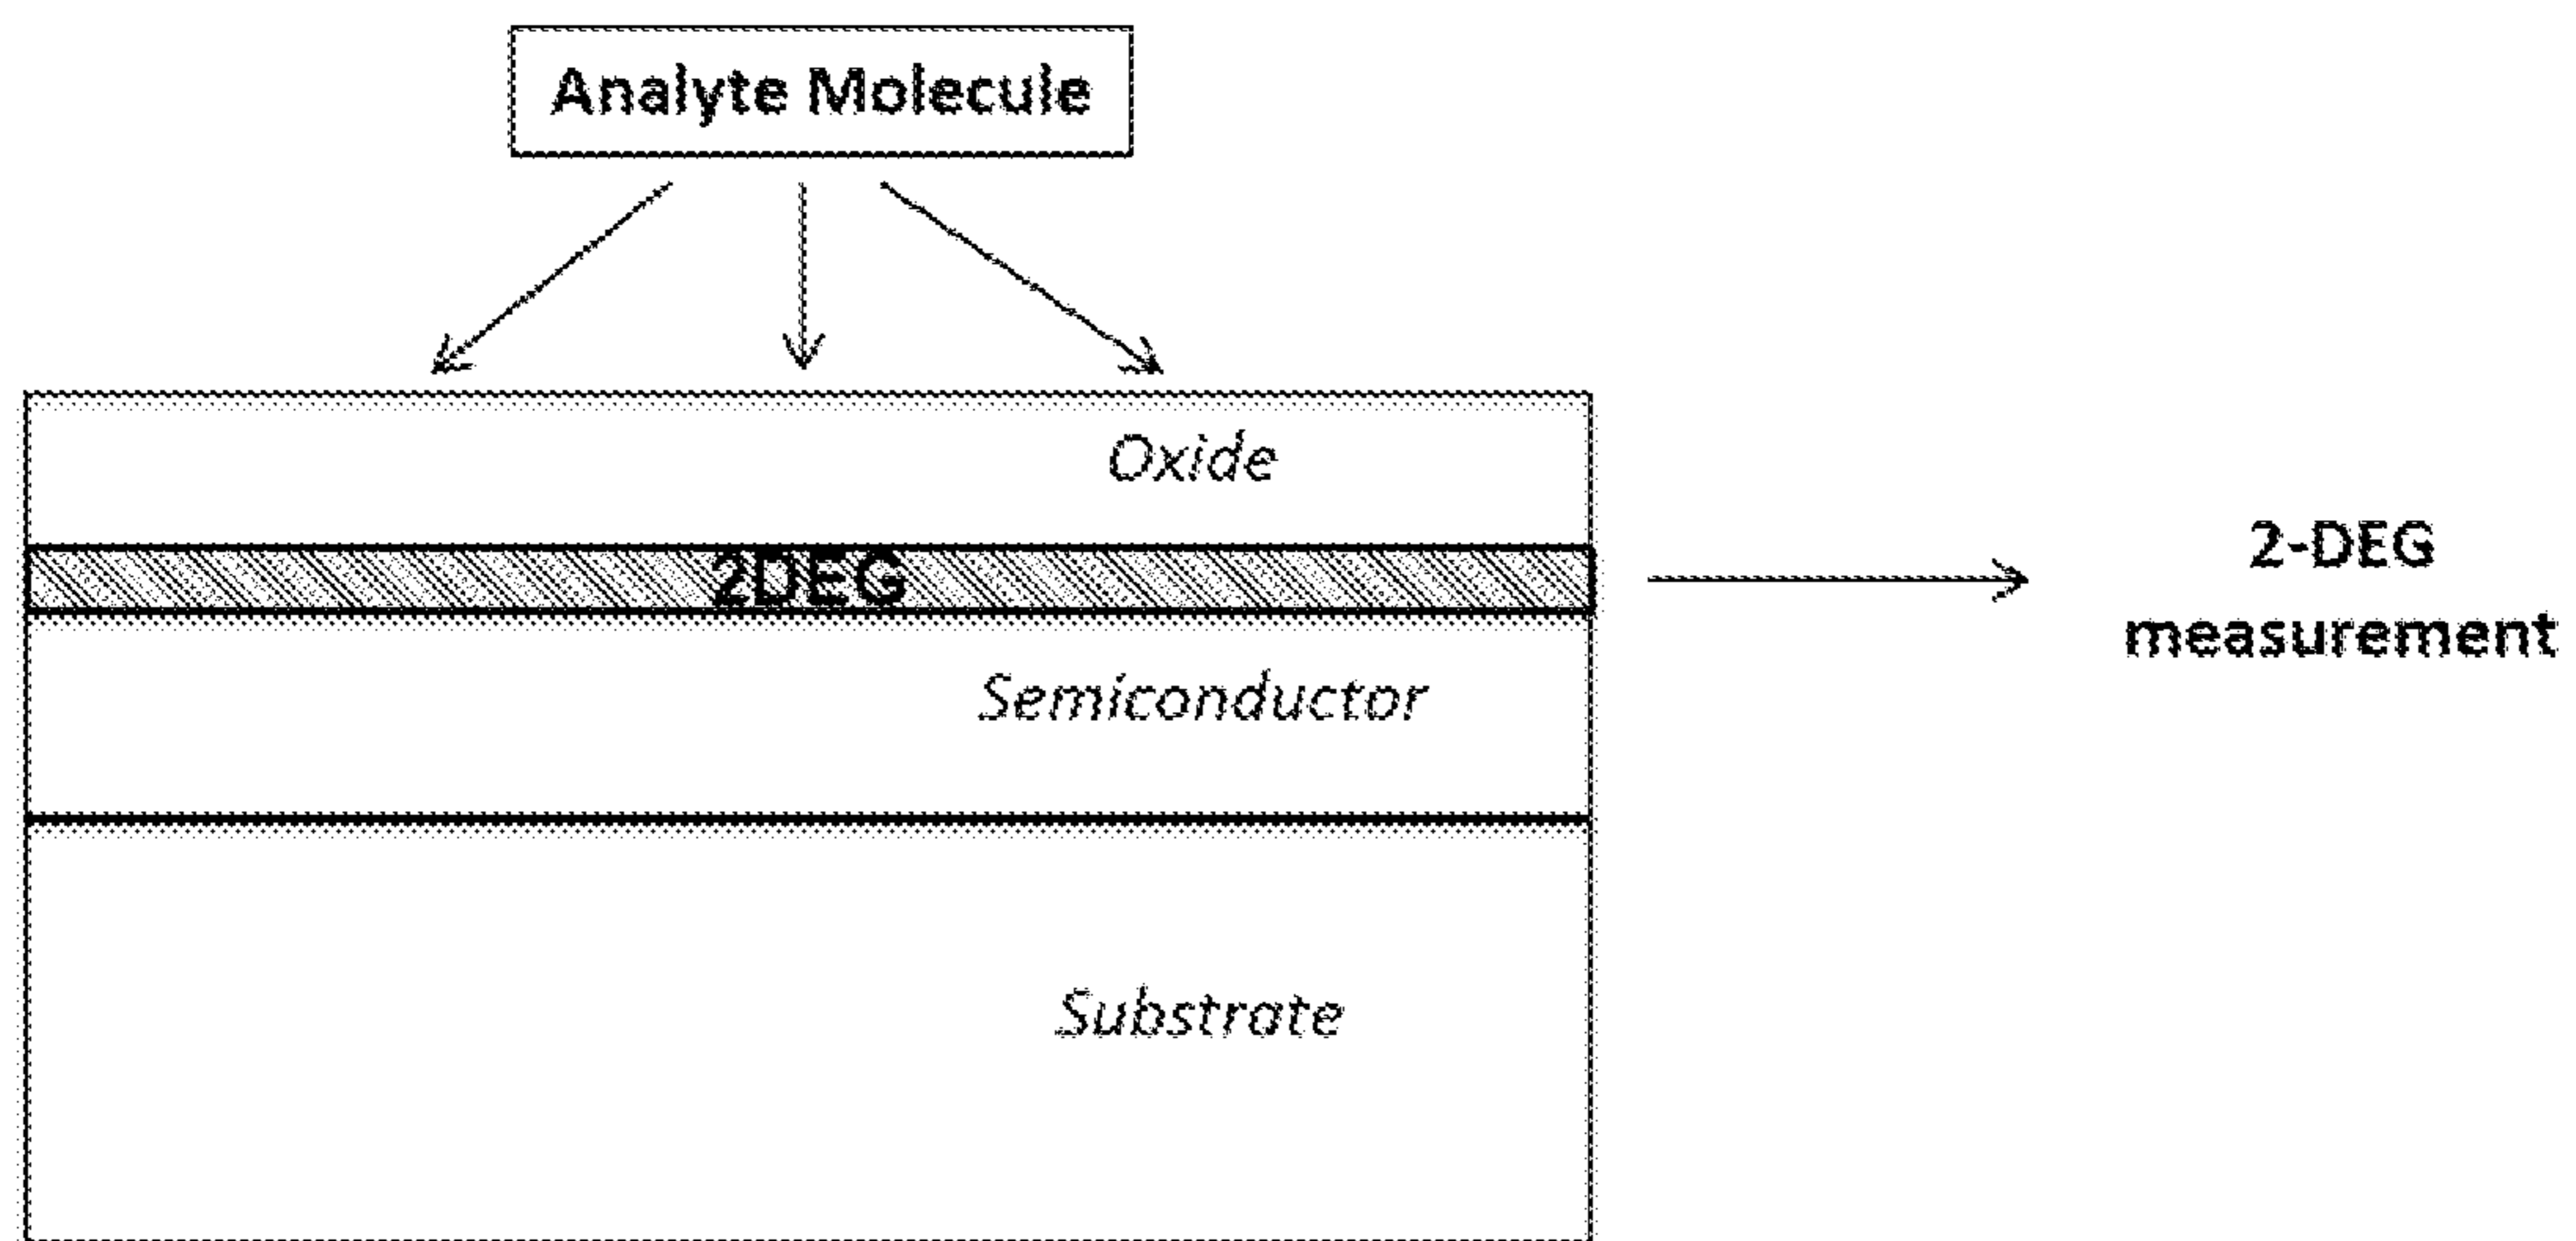 Analyte Molecule
Oxide
2DEG
2-DEG
measurement
Semiconductor
Substrate